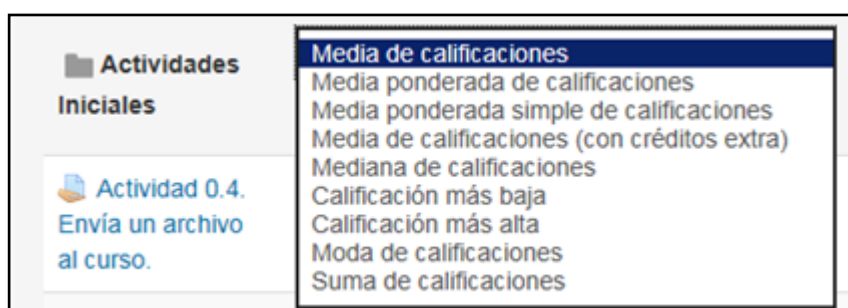 Actividades
Iniciales
Media de calificaciones
Media ponderada de calificaciones
Media ponderada simple de calificaciones
Media de calificaciones (con créditos extra)
Mediana de calificaciones
Calificación más baja
Calificación más alta
Moda de calificaciones
Suma de calificaciones
Actividad 0.4.
Envía un archivo
al curso.